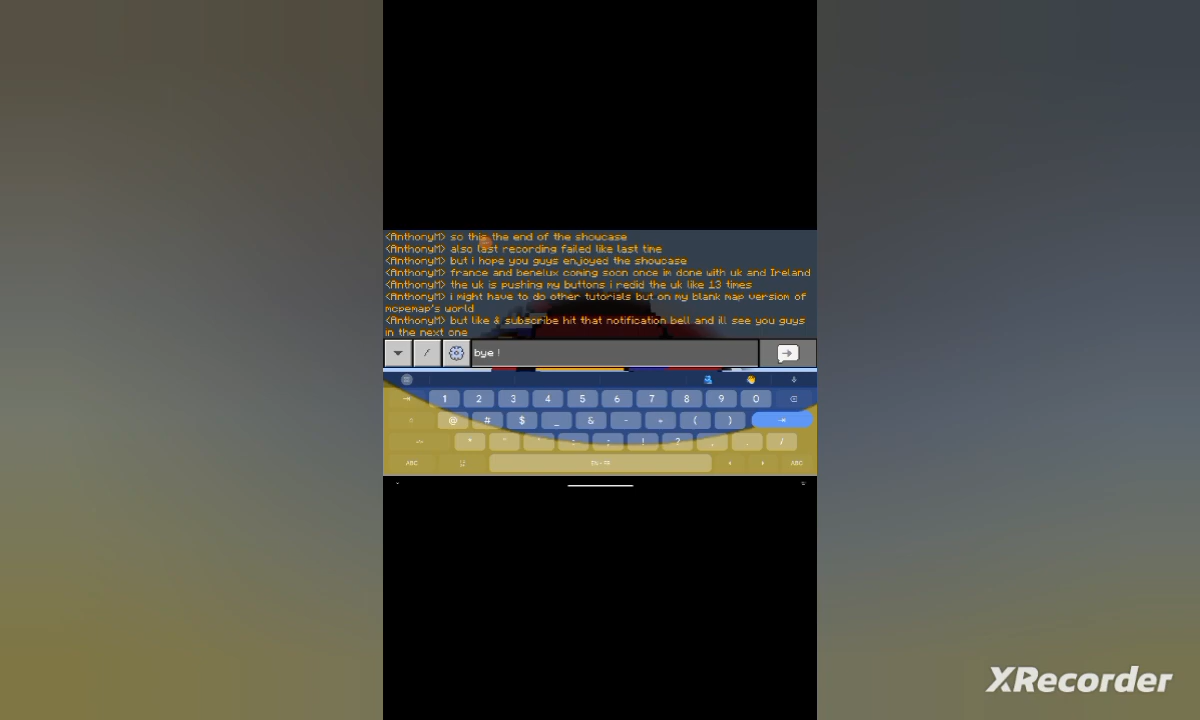 <AnthonyM> so this the end of the showcase
<AnthonyM> also last recording failed like last time
<AnthonyM> but i hope you guys enjoyed the showcase
<AnthonyM> france and benelux coming soon once im done with uk and Ireland
<AnthonyM> the uk is pushing my buttons i redid the uk like 13 times
<AnthonyM> i might have to do other tutorials but on my blank map version of
mcpemap's world
<AnthonyM> but like & subscribe hit that notification bell and ill see you guys
in the next one
/ bye !
1 2 3 4 5 6 7 8 9 0
@ # $ _ & - + ( )
* " ' : ; ! ? , . /
ABC EN • FR ABC
XRecorder